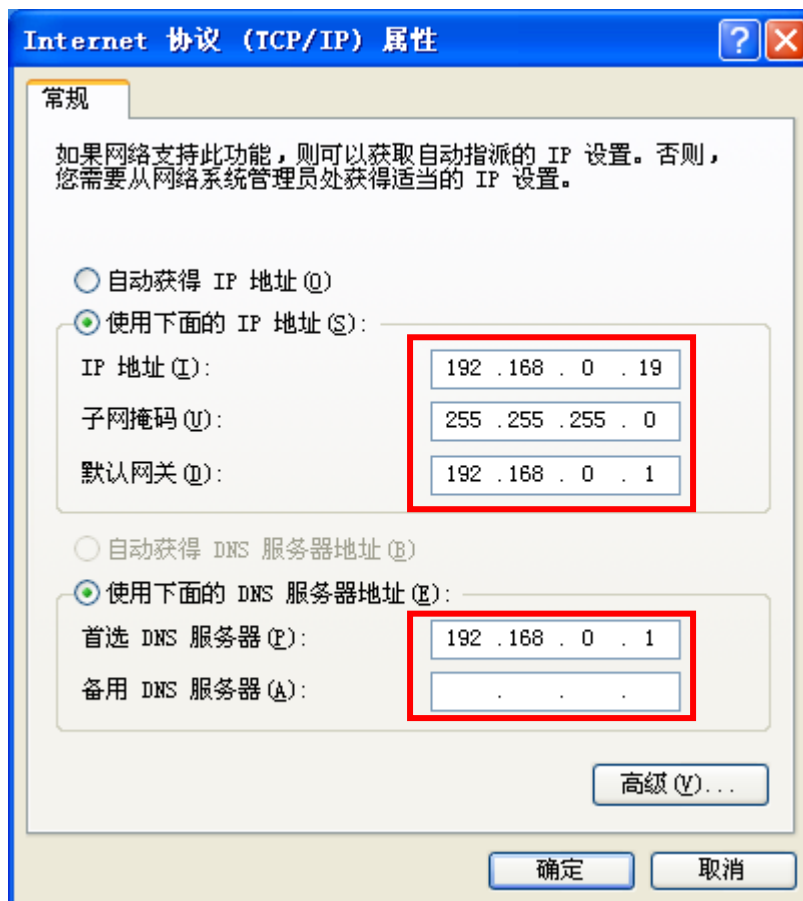 Internet 协议 (TCP/IP) 属性
常规
如果网络支持此功能,则可以获取自动指派的 IP 设置。否则,
您需要从网络系统管理员处获得适当的 IP 设置。
自动获得 IP 地址(O)
使用下面的 IP 地址(S):
IP 地址(I): 192 .168 . 0 . 19
子网掩码(U): 255 .255 .255 . 0
默认网关(D): 192 .168 . 0 . 1
自动获得 DNS 服务器地址(B)
使用下面的 DNS 服务器地址(E):
首选 DNS 服务器(P): 192 .168 . 0 . 1
备用 DNS 服务器(A): . . .
高级(V)...
确定 取消